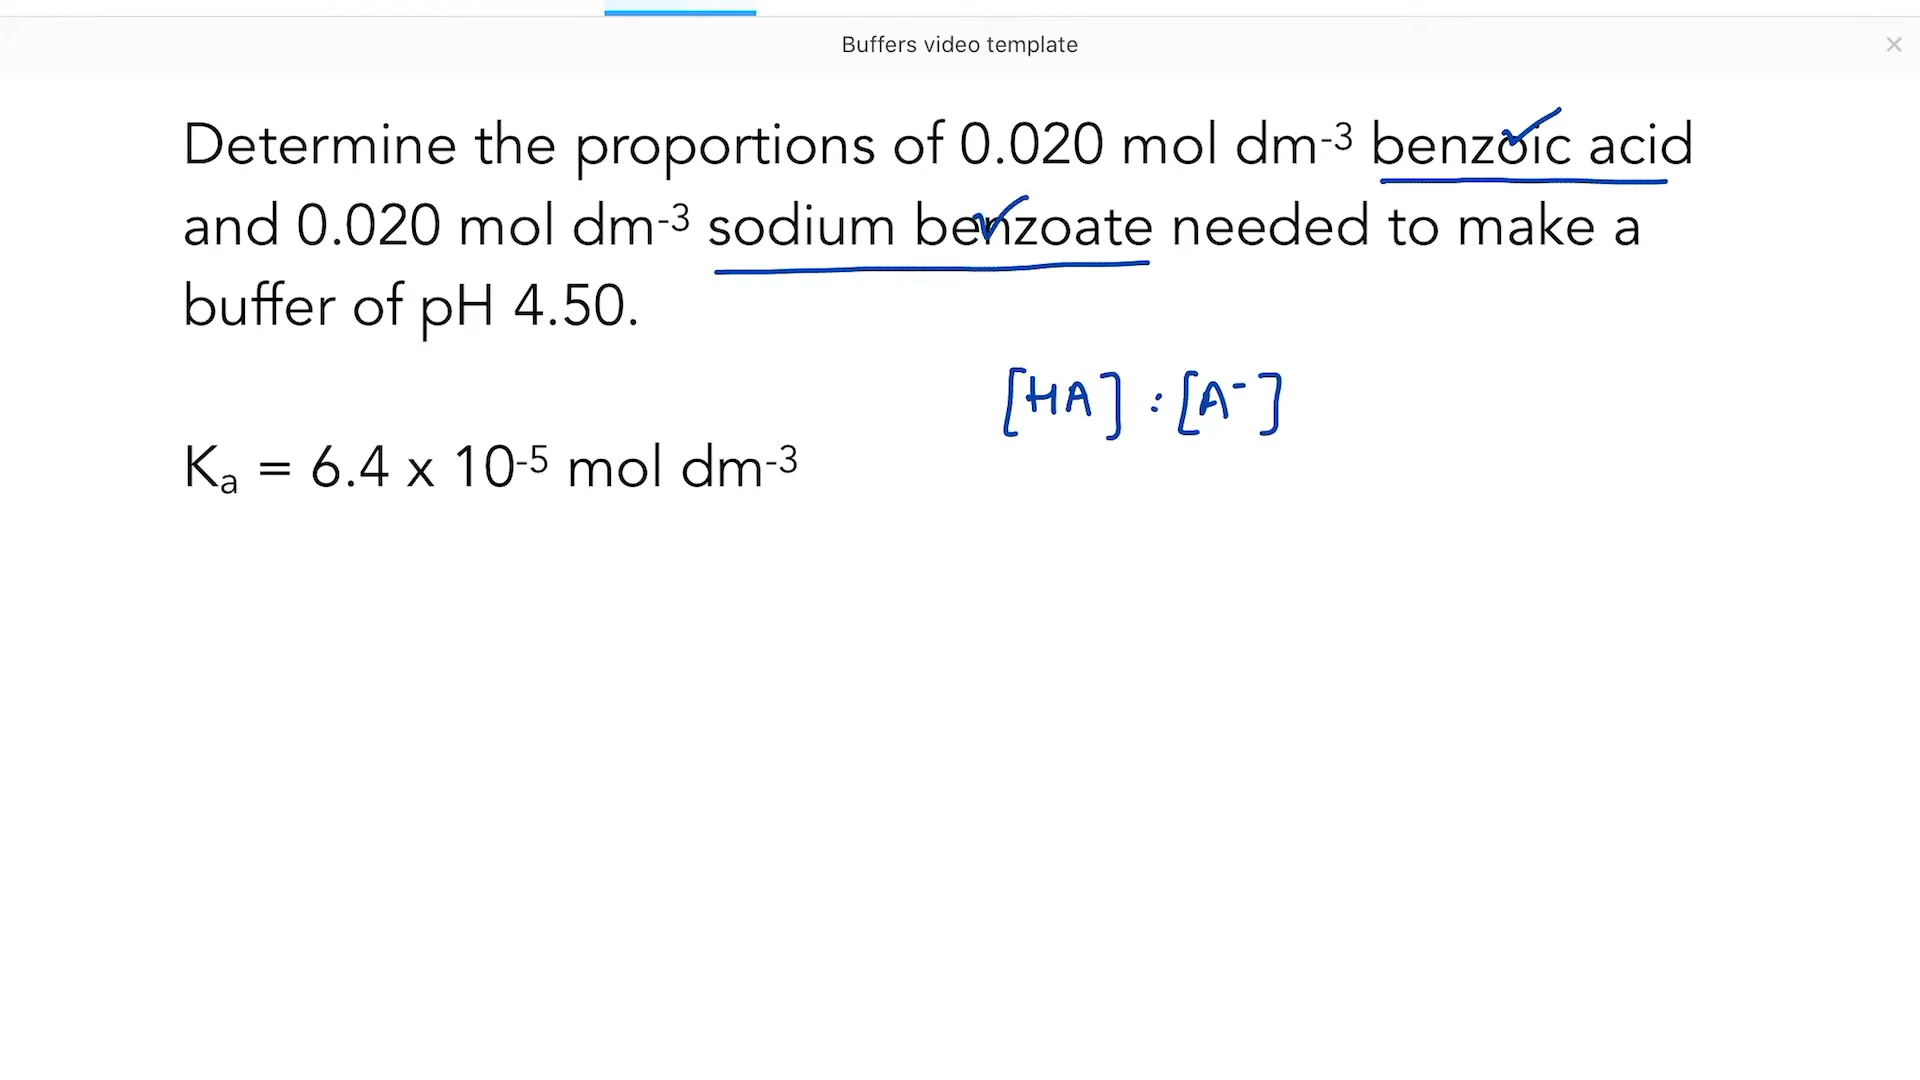 Buffers video template
Determine the proportions of 0.020 mol dm-3 benzoic acid
and 0.020 mol dm-3 sodium benzoate needed to make a
buffer of pH 4.50.
[HA] : [A-]
Ka = 6.4 x 10-5 mol dm-3